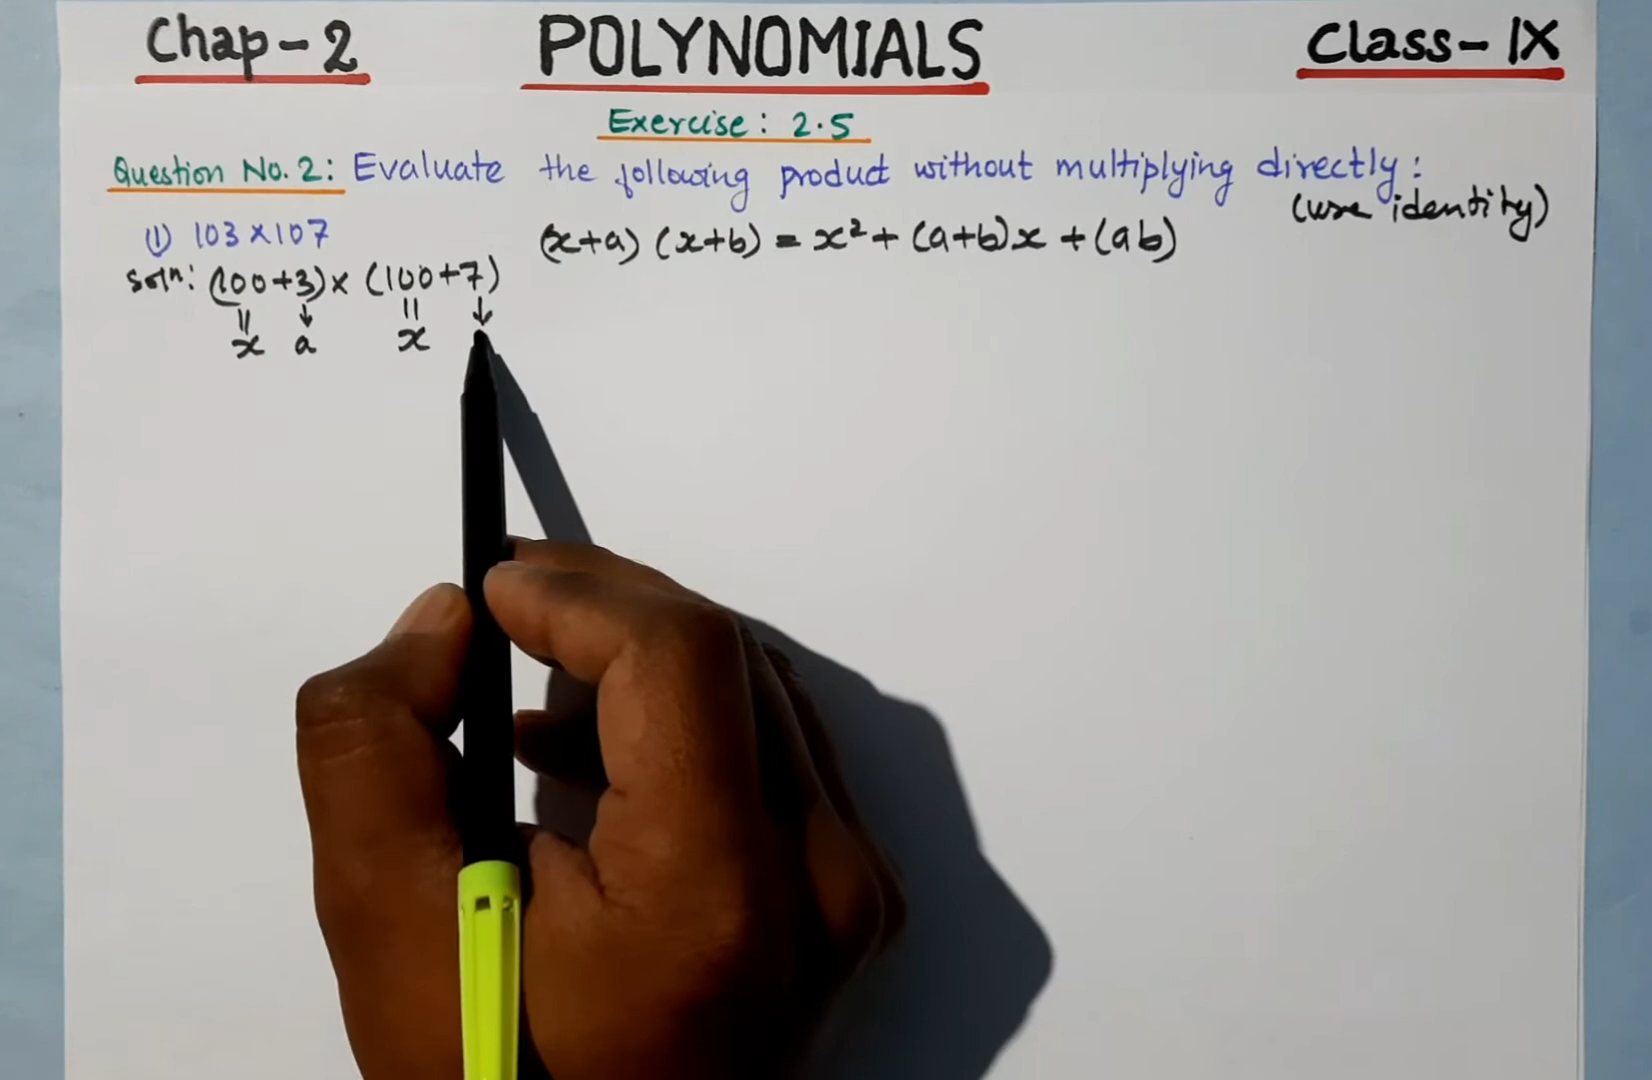 Chap-2 POLYNOMIALS Class-IX
Exercise: 2.5
Question No. 2: Evaluate the following product without multiplying directly:
(use identity)
(1) 103×107 (x+a) (x+b) = x²+ (a+b)x + (ab)
Soln: (100+3)× (100+7)
= ↓ = ↓
x a x